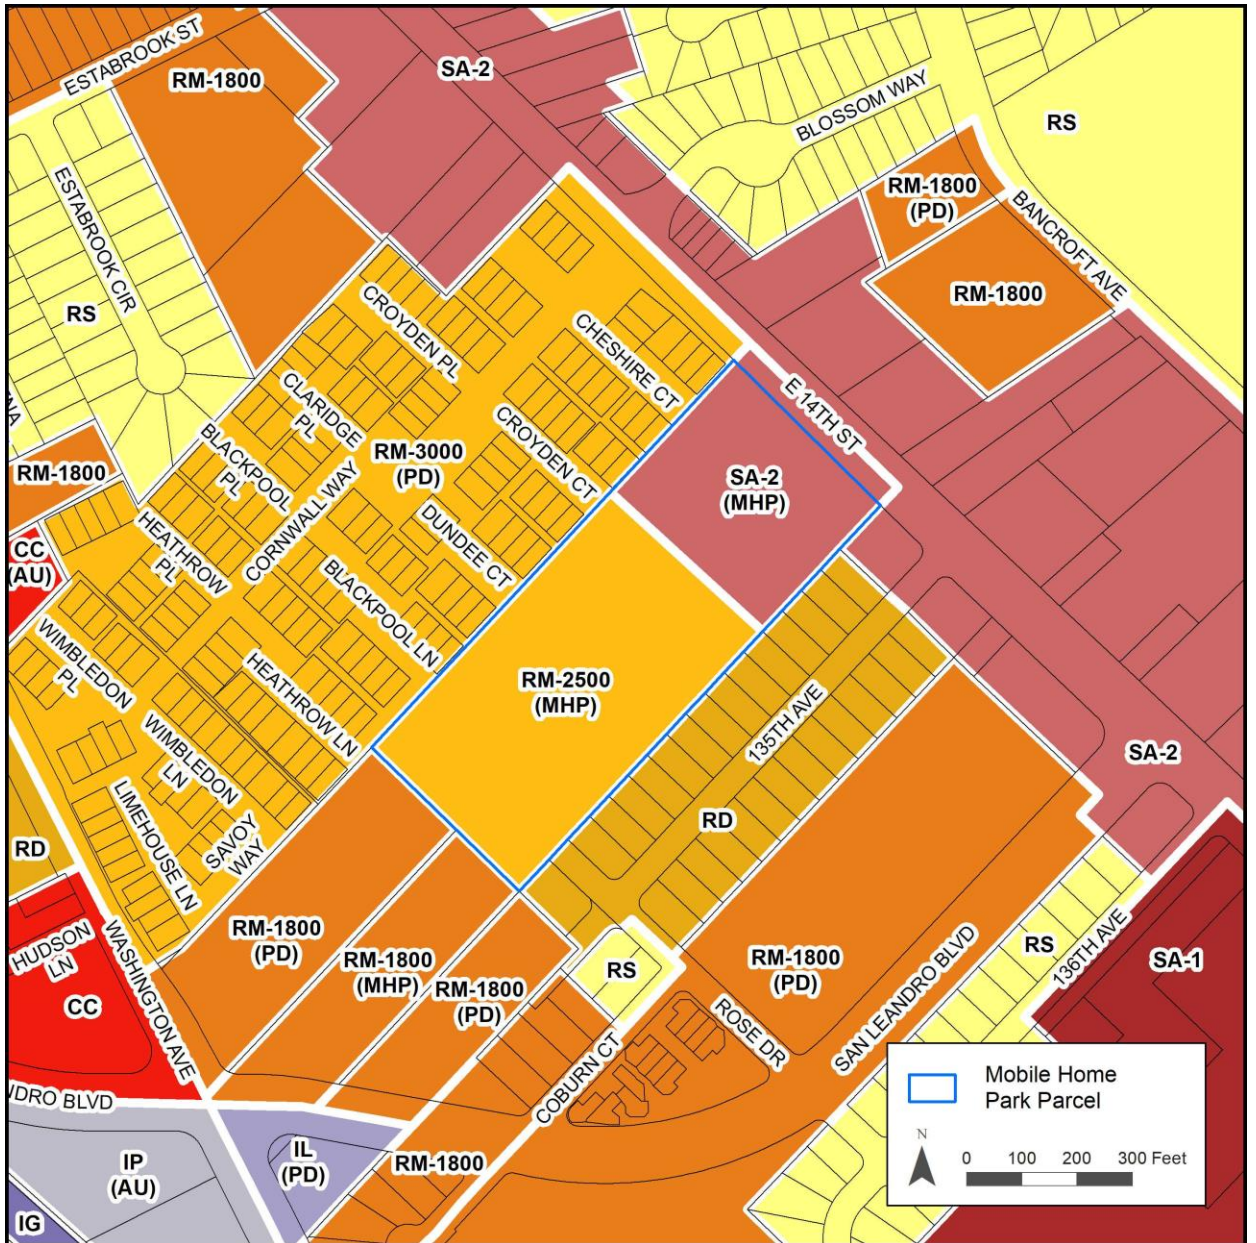 ESTABROOK ST
RM-1800
SA-2
BLOSSOM WAY
RS
ESTABROOK CIR
RM-1800
(PD)
BANCROFT AVE
RS
RM-1800
CROYDEN PL
CHESHIRE CT
E 14TH ST
CLARIDGE
PL
CROYDEN CT
BLACKPOOL
PL
RM-3000
(PD)
RM-1800
SA-2
(MHP)
CORNWALL WAY
HEATHROW
PL
DUNDEE CT
CC
(AU)
BLACKPOOL LN
WIMBLEDON
PL
HEATHROW LN
RM-2500
(MHP)
135TH AVE
WIMBLEDON
LN
SA-2
LIMEHOUSE LN
SAVOY
WAY
RD
RD
WASHINGTON AVE
HUDSON
LN
CC
RM-1800
(PD)
RM-1800
(MHP)
RM-1800
(PD)
RS
RM-1800
(PD)
SAN LEANDRO BLVD
RS
136TH AVE
SA-1
ROSE DR
COBURN CT
NDRO BLVD
IP
(AU)
IL
(PD)
RM-1800
IG
Mobile Home
Park Parcel
N
0 100 200 300 Feet